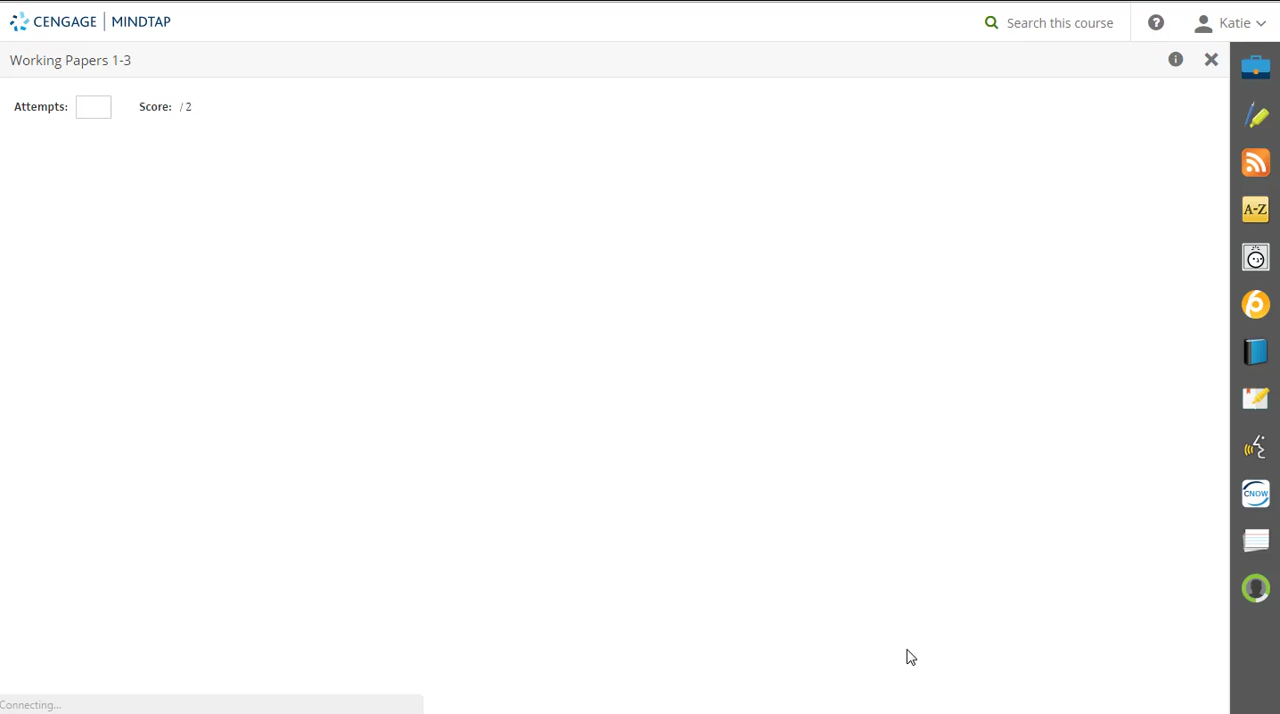 CENGAGE | MINDTAP
Search this course
?
Katie
Working Papers 1-3
Attempts:
Score: / 2
A-Z
CNOW
Connecting...